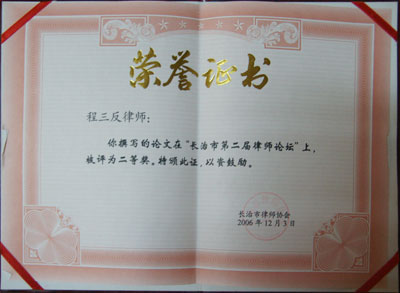 荣誉证书
程三反律师：
你撰写的论文在“长治市第二届律师论坛”上，
被评为二等奖。特颁此证，以资鼓励。
长治市律师协会
2006年12月3日